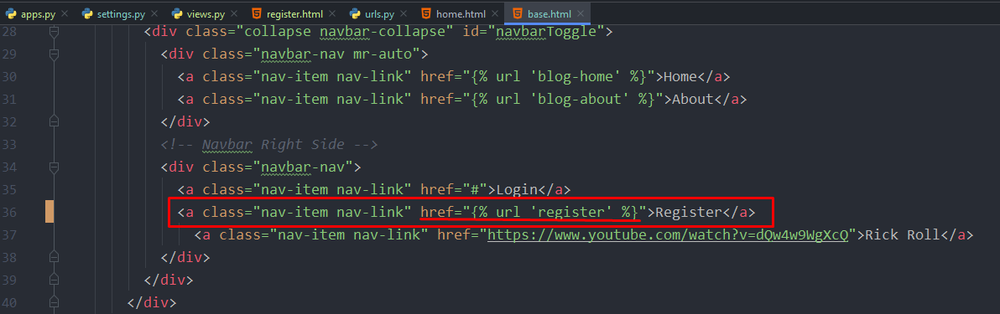 apps.py settings.py views.py register.html urls.py home.html base.html
28 <div class="collapse navbar-collapse" id="navbarToggle">
29 <div class="navbar-nav mr-auto">
30 <a class="nav-item nav-link" href="{% url 'blog-home' %}">Home</a>
31 <a class="nav-item nav-link" href="{% url 'blog-about' %}">About</a>
32 </div>
33 <!-- Navbar Right Side -->
34 <div class="navbar-nav">
35 <a class="nav-item nav-link" href="#">Login</a>
36 <a class="nav-item nav-link" href="{% url 'register' %}">Register</a>
37 <a class="nav-item nav-link" href="https://www.youtube.com/watch?v=dQw4w9WgXcQ">Rick Roll</a>
38 </div>
39 </div>
40 </div>